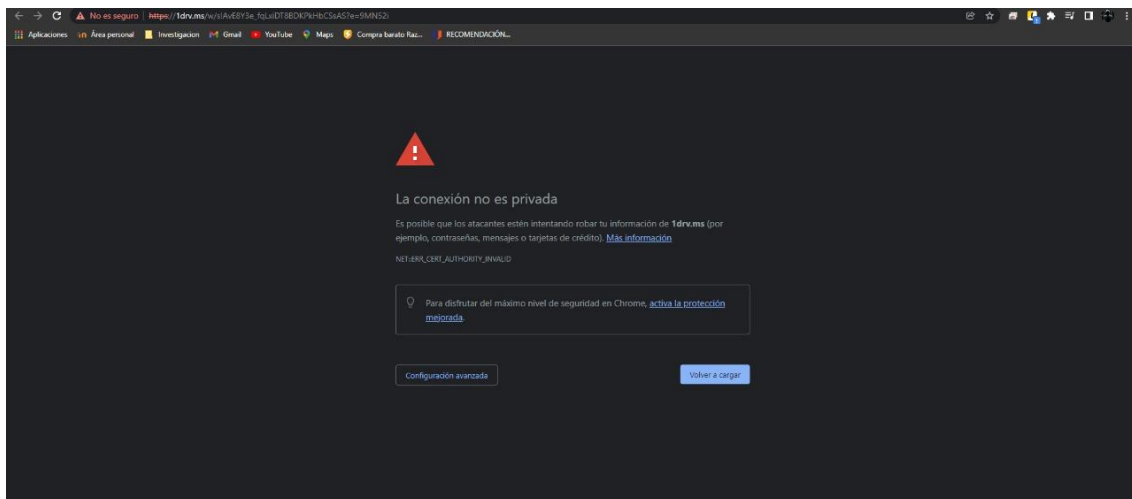 No es seguro | https://1drv.ms/w/s!AvE8Y3e_fqLxiDT8BDKPkHbCSsAS?e=9MNS2i
Aplicaciones Área personal Investigacion Gmail YouTube Maps Compra barato Raz... RECOMENDACIÓN...
La conexión no es privada
Es posible que los atacantes estén intentando robar tu información de 1drv.ms (por
ejemplo, contraseñas, mensajes o tarjetas de crédito). Más información
NET::ERR_CERT_AUTHORITY_INVALID
Para disfrutar del máximo nivel de seguridad en Chrome, activa la protección
mejorada.
Configuración avanzada Volver a cargar